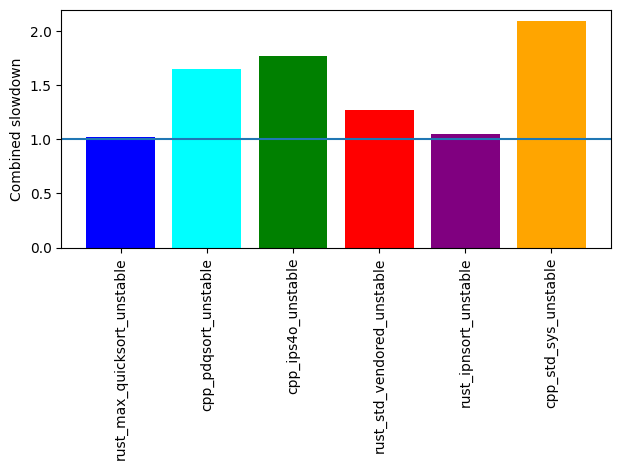 Combined slowdown
2.0
1.5
1.0
0.5
0.0
rust_max_quicksort_unstable
cpp_pdqsort_unstable
cpp_ips4o_unstable
rust_std_vendored_unstable
rust_ipnsort_unstable
cpp_std_sys_unstable